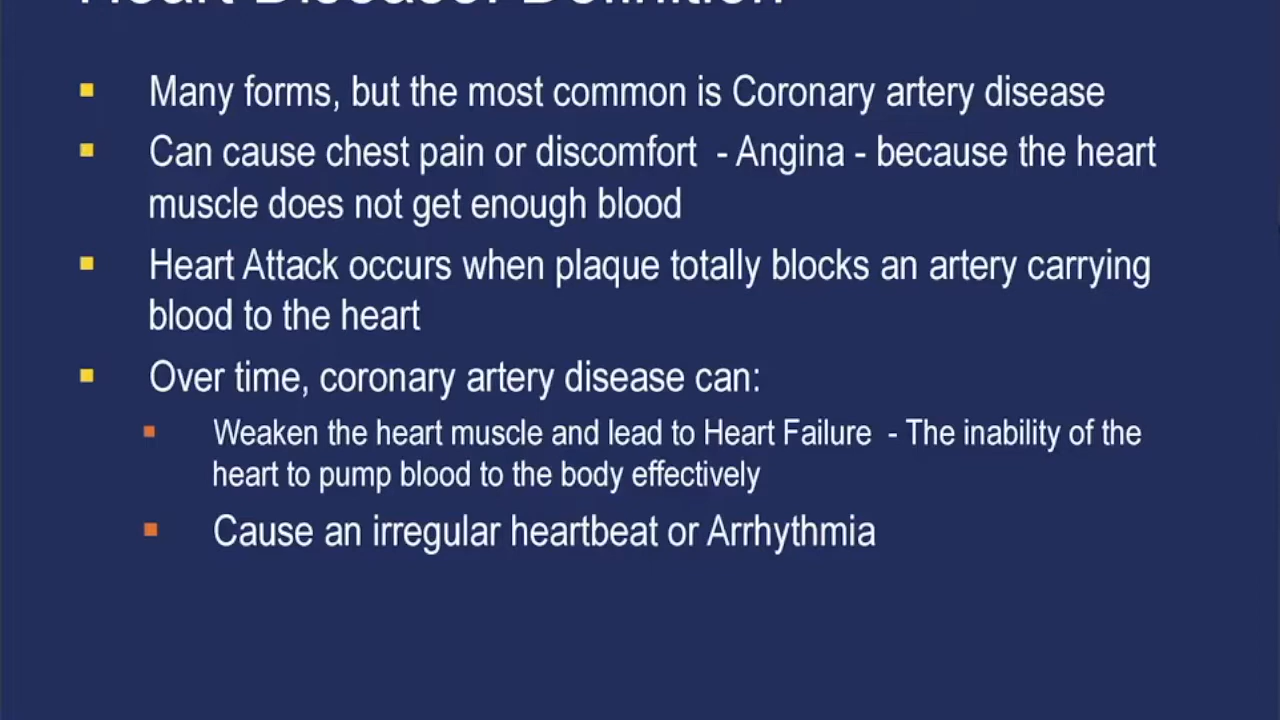 Heart Disease: Definition
Many forms, but the most common is Coronary artery disease
Can cause chest pain or discomfort - Angina - because the heart
muscle does not get enough blood
Heart Attack occurs when plaque totally blocks an artery carrying
blood to the heart
Over time, coronary artery disease can:
Weaken the heart muscle and lead to Heart Failure - The inability of the
heart to pump blood to the body effectively
Cause an irregular heartbeat or Arrhythmia